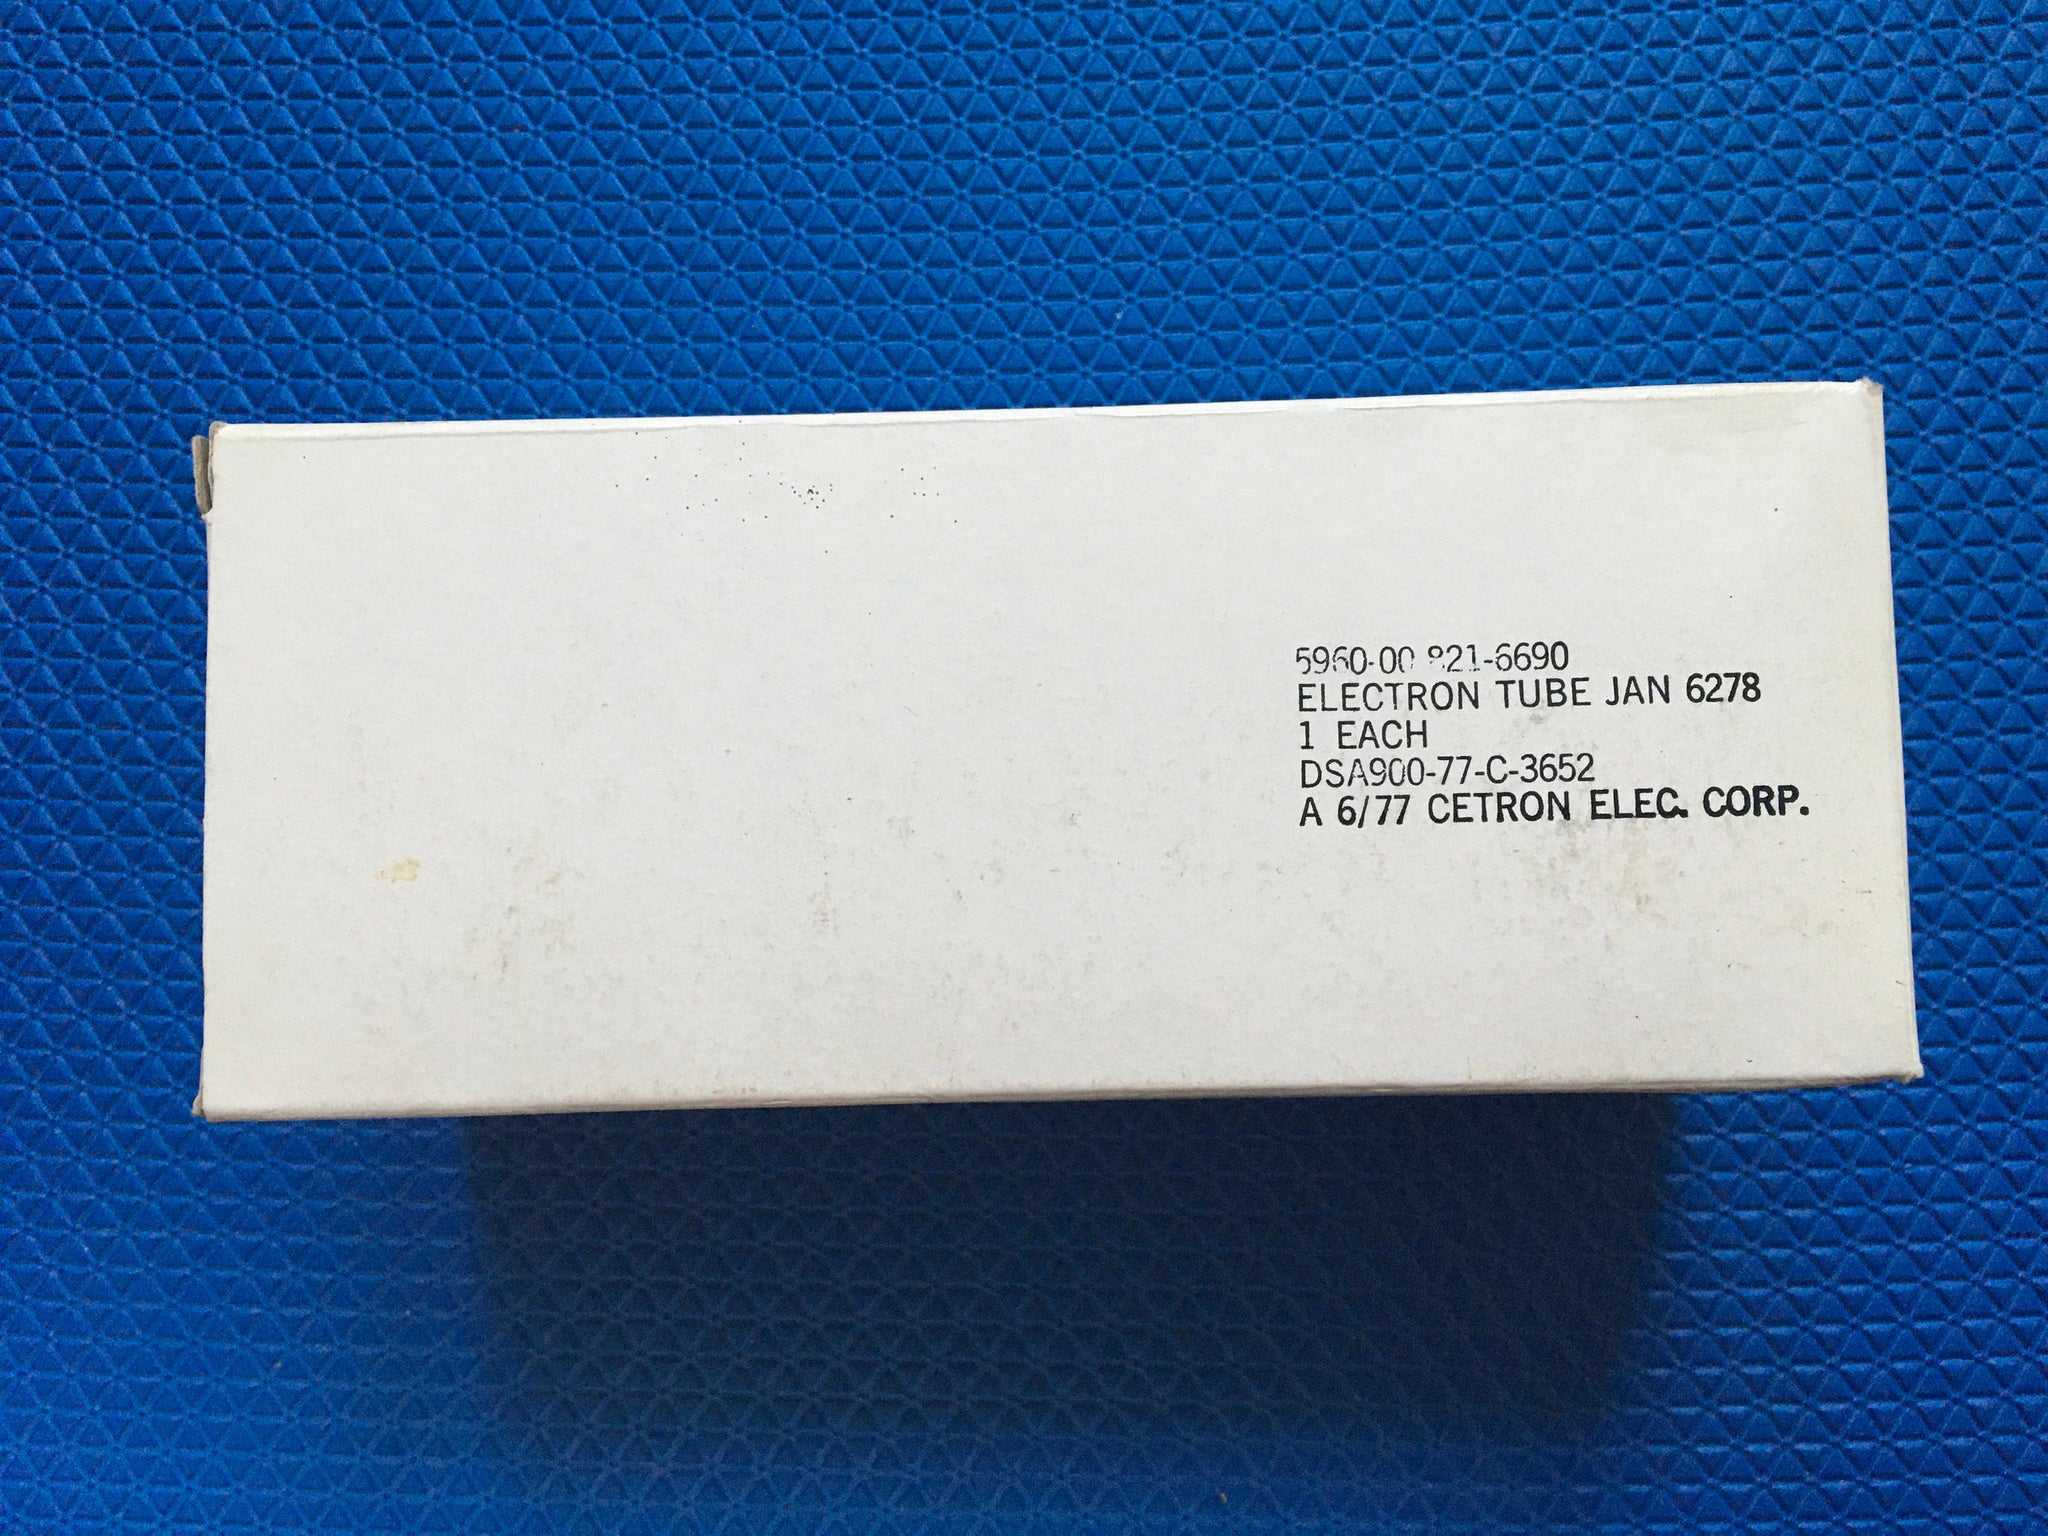 5960-00 821-6690
ELECTRON TUBE JAN 6278
1 EACH
DSA900-77-C-3652
A 6/77 CETRON ELEC. CORP.